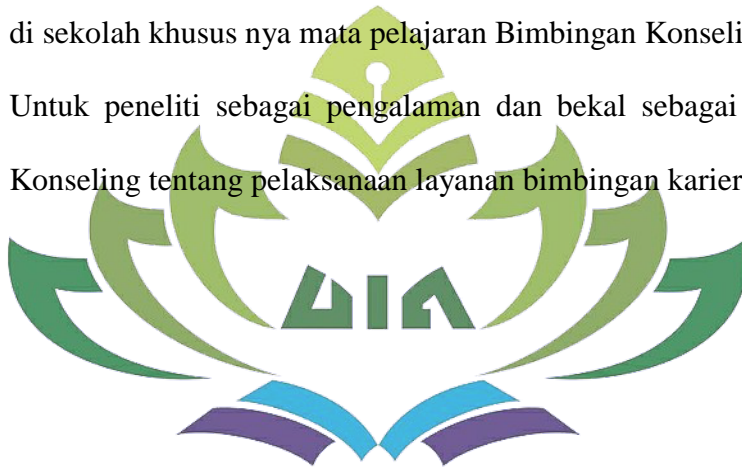 di sekolah khusus nya mata pelajaran Bimbingan Konseli
Untuk peneliti sebagai pengalaman dan bekal sebagai
Konseling tentang pelaksanaan layanan bimbingan karier
UIN